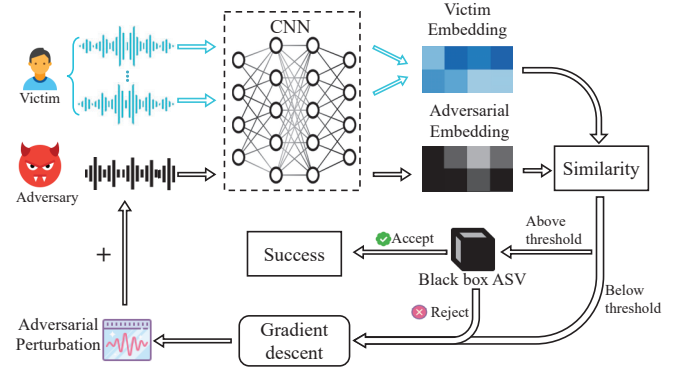 Victim
Embedding
CNN
Victim
Adversarial
Embedding
Adversary
Similarity
Above
threshold
Accept
Success
Black box ASV
Below
threshold
+
Reject
Adversarial
Perturbation
Gradient
descent